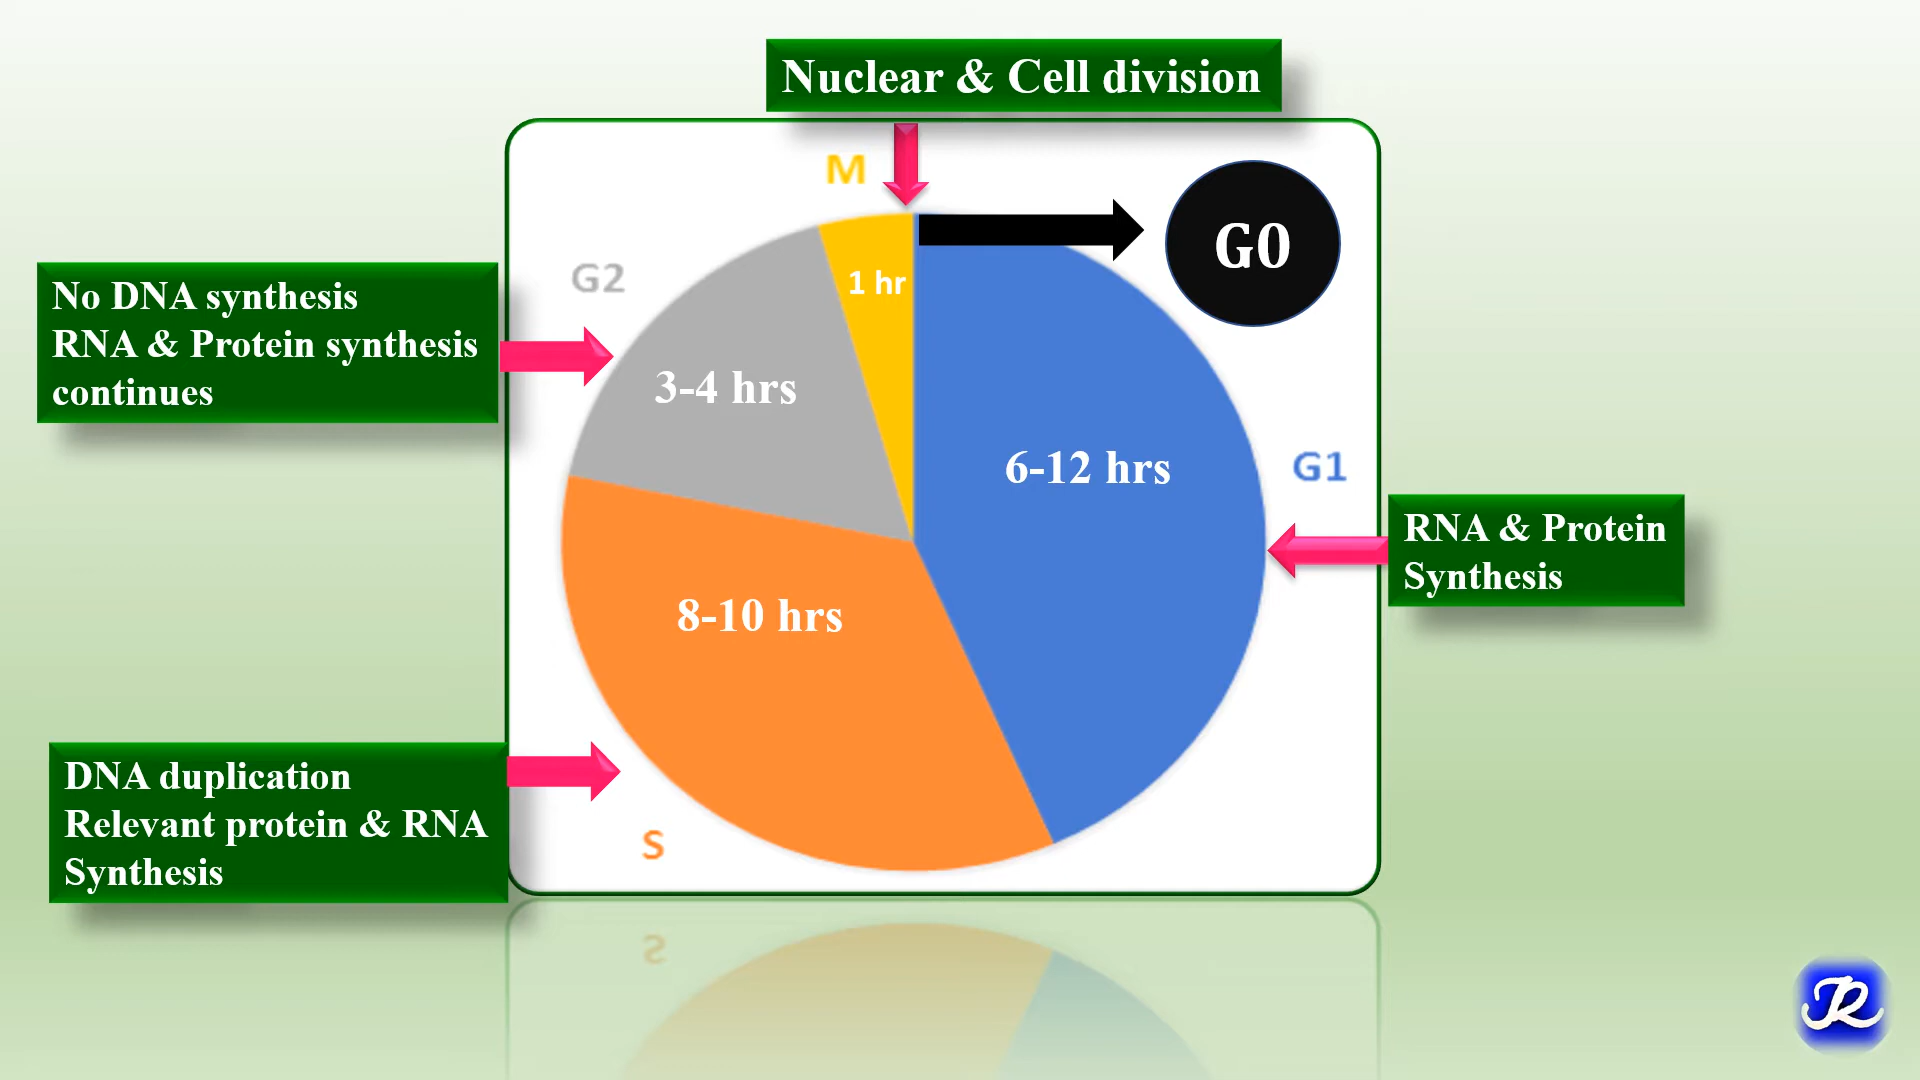 Nuclear & Cell division
M
G0
G2
1 hr
No DNA synthesis
RNA & Protein synthesis
continues
3-4 hrs
6-12 hrs
G1
RNA & Protein
Synthesis
8-10 hrs
DNA duplication
Relevant protein & RNA
Synthesis
S
JR